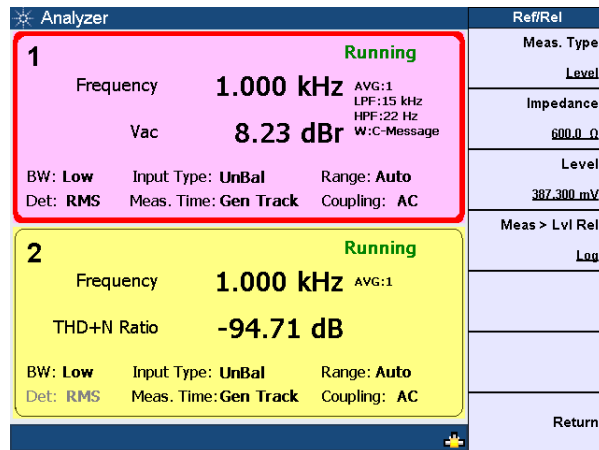 Analyzer
1
Running
Frequency 1.000 kHz AVG:1
LPF:15 kHz
HPF:22 Hz
Vac 8.23 dBr W:C-Message
BW: Low Input Type: UnBal Range: Auto
Det: RMS Meas. Time: Gen Track Coupling: AC
2
Running
Frequency 1.000 kHz AVG:1
THD+N Ratio -94.71 dB
BW: Low Input Type: UnBal Range: Auto
Det: RMS Meas. Time: Gen Track Coupling: AC
Ref/Rel
Meas. Type
Level
Impedance
600.0 Ω
Level
387.300 mV
Meas > Lvl Rel
Log
Return